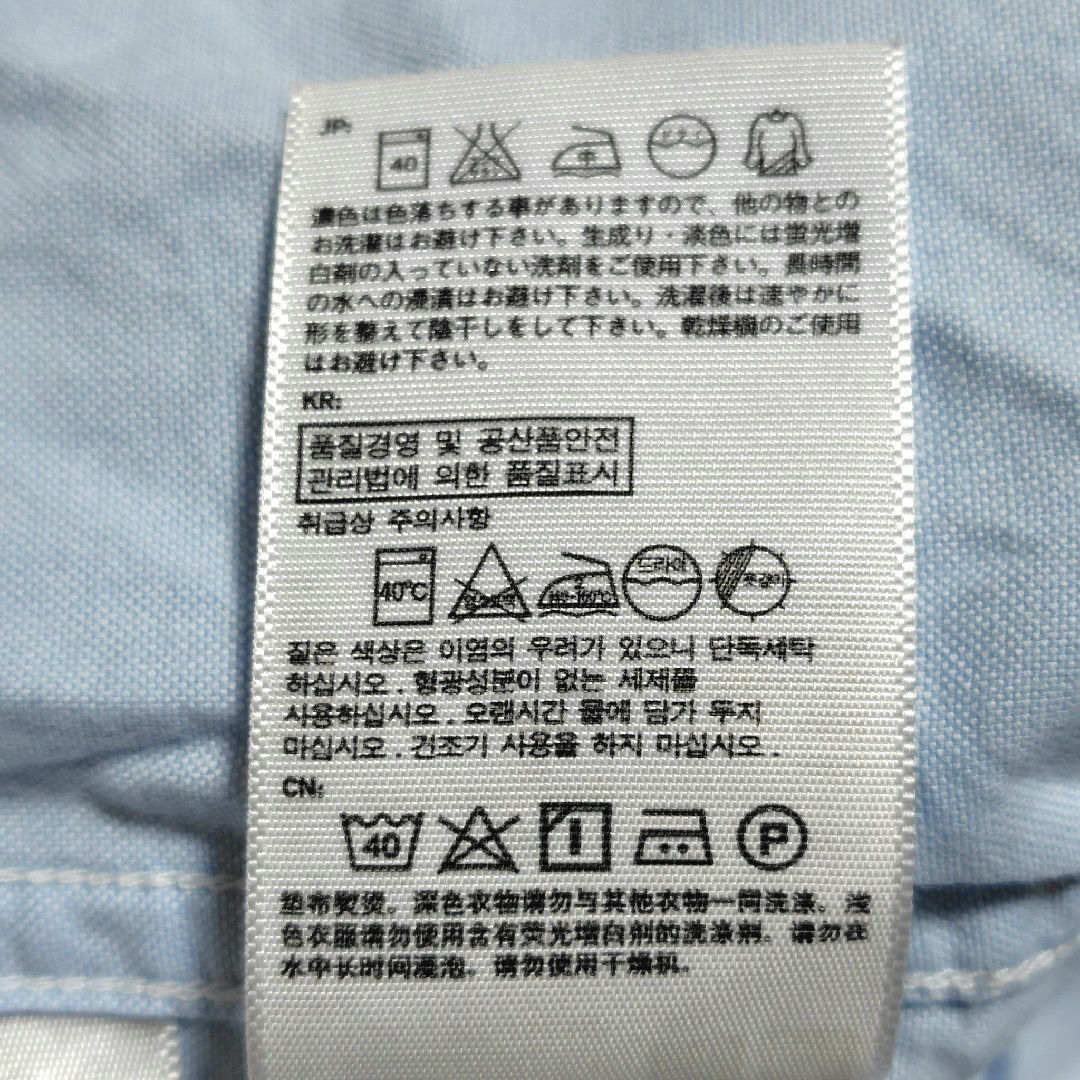 JP:
40
中
ドライ
濃色は色落ちする事がありますので、他の物との
お洗濯はお避け下さい。生成り・淡色には蛍光増
白剤の入っていない洗剤をご使用下さい。長時間
の水への浸漬はお避け下さい。洗濯後は速やかに
形を整えて陰干しをして下さい。乾燥機のご使用
はお避け下さい。
KR:
품질경영 및 공산품안전
관리법에 의한 품질표시
취급상 주의사항
40℃
2
140-160℃
드라이
옷걸이
짙은 색상은 이염의 우려가 있으니 단독세탁
하십시오. 형광성분이 없는 세제를
사용하십시오. 오랜시간 물에 담가 두지
마십시오. 건조기 사용을 하지 마십시오.
CN:
40
P
垫布熨烫。深色衣物请勿与其他衣物一同洗涤。浅
色衣服请勿使用含有荧光增白剂的洗涤剂。请勿在
水中长时间浸泡。请勿使用干燥机。